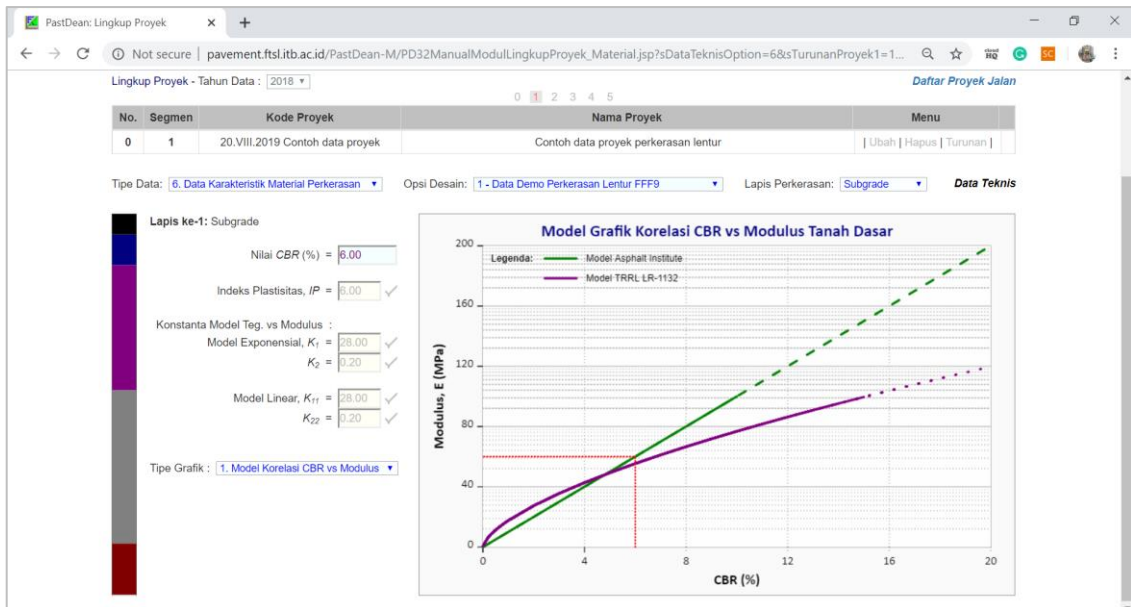 PastDean: Lingkup Proyek
Not secure | pavement.ftsl.itb.ac.id/PastDean-M/PD32ManualModulLingkupProyek_Material.jsp?sDataTeknisOption=6&sTurunanProyek1=1...
cloud HQ
SC
Lingkup Proyek - Tahun Data : 2018
Daftar Proyek Jalan
0 1 2 3 4 5
No. Segmen Kode Proyek Nama Proyek Menu
0 1 20.VIII.2019 Contoh data proyek Contoh data proyek perkerasan lentur | Ubah | Hapus | Turunan |
Tipe Data: 6. Data Karakteristik Material Perkerasan Opsi Desain: 1 - Data Demo Perkerasan Lentur FFF9 Lapis Perkerasan: Subgrade Data Teknis
Lapis ke-1: Subgrade
Nilai CBR (%) = 6.00
Indeks Plastisitas, IP = 6.00
Konstanta Model Teg. vs Modulus :
Model Exponensial, K1 = 28.00
K2 = 0.20
Model Linear, K11 = 28.00
K22 = 0.20
Tipe Grafik : 1. Model Korelasi CBR vs Modulus
Model Grafik Korelasi CBR vs Modulus Tanah Dasar
Legenda: Model Asphalt Institute
Model TRRL LR-1132
Modulus, E (MPa)
200
160
120
80
40
0
0 4 8 12 16 20
CBR (%)